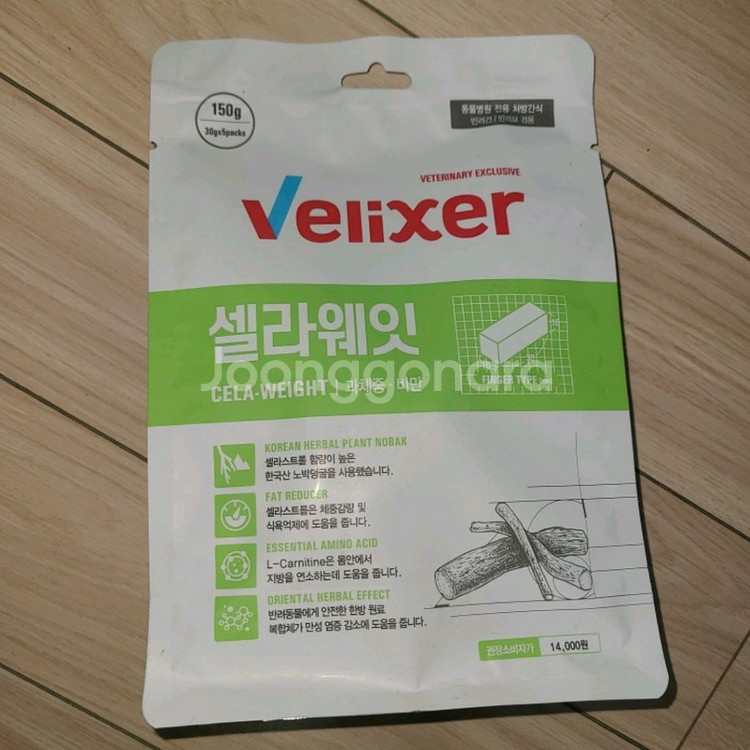 150g
30gx5packs
동물병원 전용 처방간식
반려견 / 반려묘 겸용
VETERINARY EXCLUSIVE
Velixer
셀라웨잇
CELA-WEIGHT | 과체중·비만
FINGER TYPE
Joonggonara
KOREAN HERBAL PLANT NOBAK
셀라스트롤 함량이 높은
한국산 노박덩굴을 사용했습니다.
FAT REDUCER
셀라스트롤은 체중감량 및
식욕억제에 도움을 줍니다.
ESSENTIAL AMINO ACID
L-Carnitine은 몸안에서
지방을 연소하는데 도움을 줍니다.
ORIENTAL HERBAL EFFECT
반려동물에게 안전한 한방 원료
복합체가 만성 염증 감소에 도움을 줍니다.
권장소비자가 14,000원